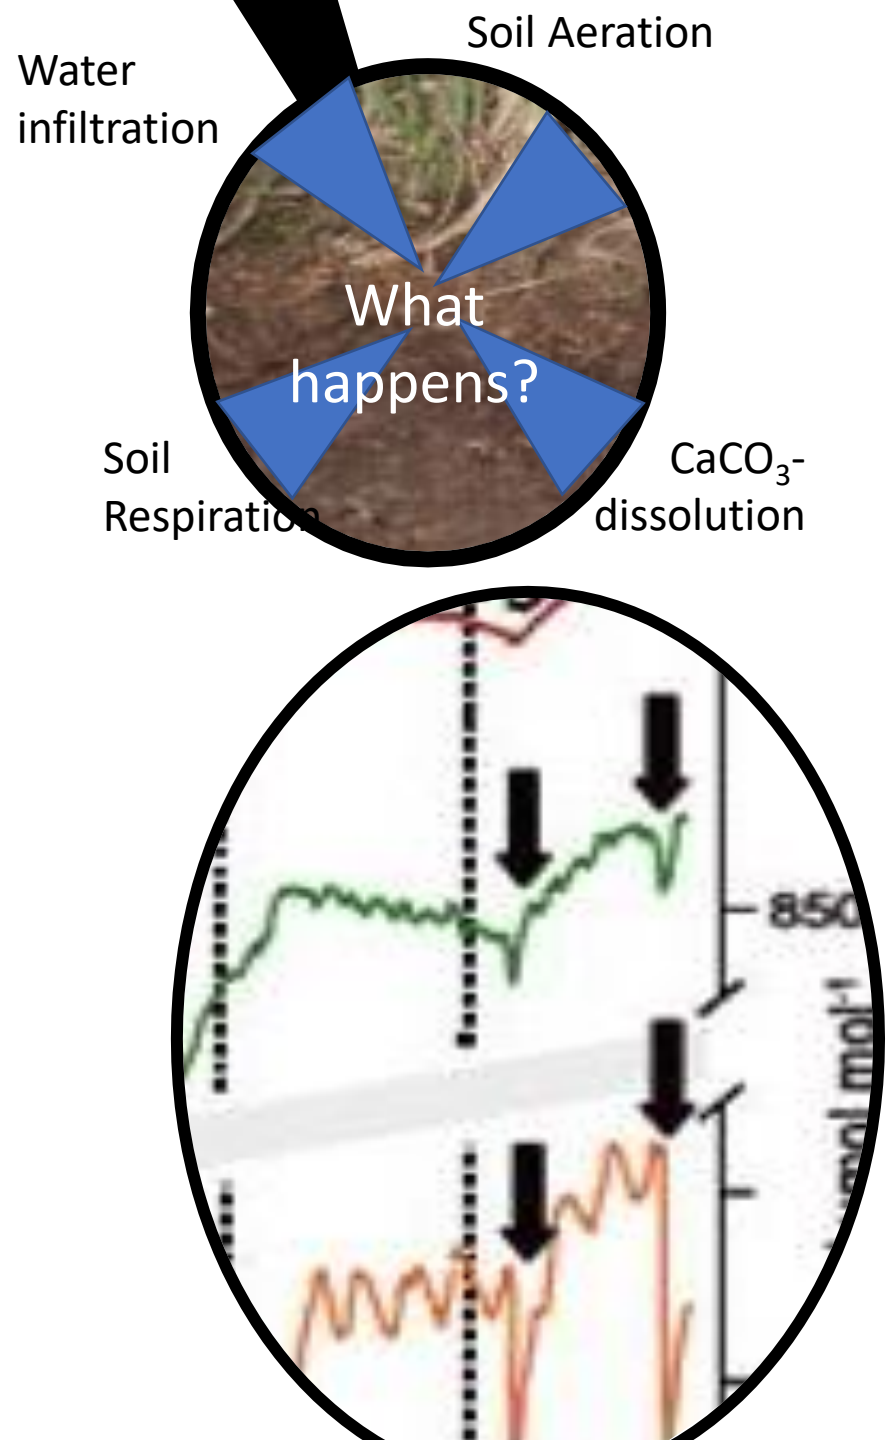 Soil Aeration
Water
infiltration
What
happens?
Soil
Respiration
CaCO₃-
dissolution
850
mol mol⁻¹